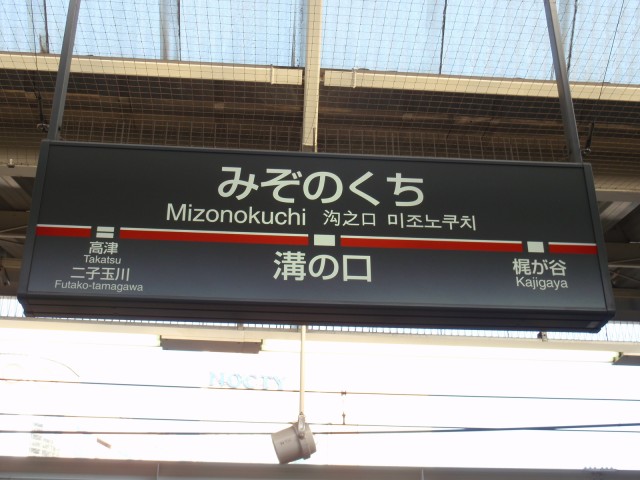 みぞのくち
Mizonokuchi 沟之口 미조노쿠치
高津
Takatsu
二子玉川
Futako-tamagawa
溝の口
梶が谷
Kajigaya
NOCTY